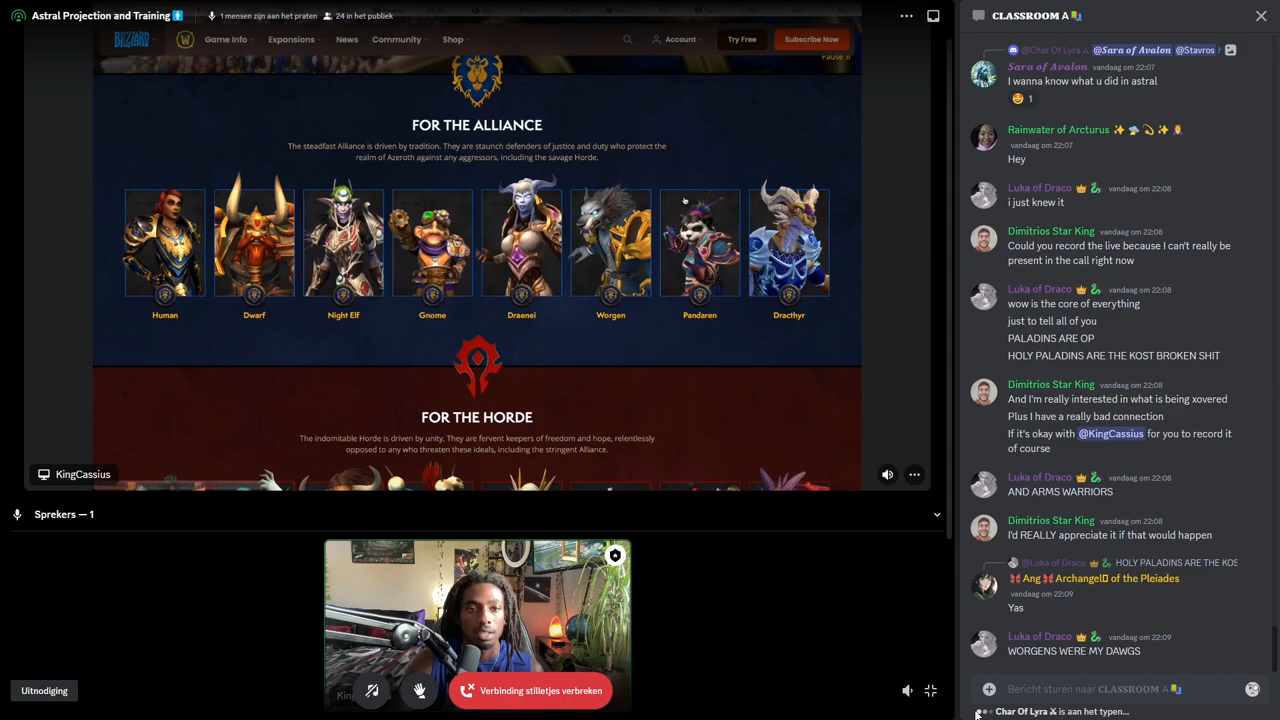 Astral Projection and Training
1 mensen zijn aan het praten
24 in het publiek
BLIZZARD
Game Info
Expansions
News
Community
Shop
Account
Try Free
Subscribe Now
Pause
FOR THE ALLIANCE
The steadfast Alliance is driven by tradition. They are staunch defenders of justice and duty who protect the
realm of Azeroth against any aggressors, including the savage Horde.
Human
Dwarf
Night Elf
Gnome
Draenei
Worgen
Pandaren
Dracthyr
FOR THE HORDE
The indomitable Horde is driven by unity. They are fervent keepers of freedom and hope, relentlessly
opposed to any who threaten these ideals, including the stringent Alliance.
KingCassius
Sprekers — 1
Uitnodiging
Verbinding stilletjes verbreken
CLASSROOM A
@Char Of Lyra ⚔ @Sara of Avalon @Stavros
Sara of Avalon vandaag om 22:07
I wanna know what u did in astral
🤩 1
Rainwater of Arcturus
vandaag om 22:07
Hey
Luka of Draco 👑 🐍 vandaag om 22:08
i just knew it
Dimitrios Star King vandaag om 22:08
Could you record the live because I can't really be
present in the call right now
Luka of Draco 👑 🐍 vandaag om 22:08
wow is the core of everything
just to tell all of you
PALADINS ARE OP
HOLY PALADINS ARE THE KOST BROKEN SHIT
Dimitrios Star King vandaag om 22:08
And I'm really interested in what is being xovered
Plus I have a really bad connection
If it's okay with @KingCassius for you to record it
of course
Luka of Draco 👑 🐍 vandaag om 22:08
AND ARMS WARRIORS
Dimitrios Star King vandaag om 22:08
I'd REALLY appreciate it if that would happen
@Luka of Draco 👑 🐍 HOLY PALADINS ARE THE KOS
Ang Archangel of the Pleiades
vandaag om 22:09
Yas
Luka of Draco 👑 🐍 vandaag om 22:09
WORGENS WERE MY DAWGS
Bericht sturen naar CLASSROOM A
Char Of Lyra ⚔ is aan het typen...